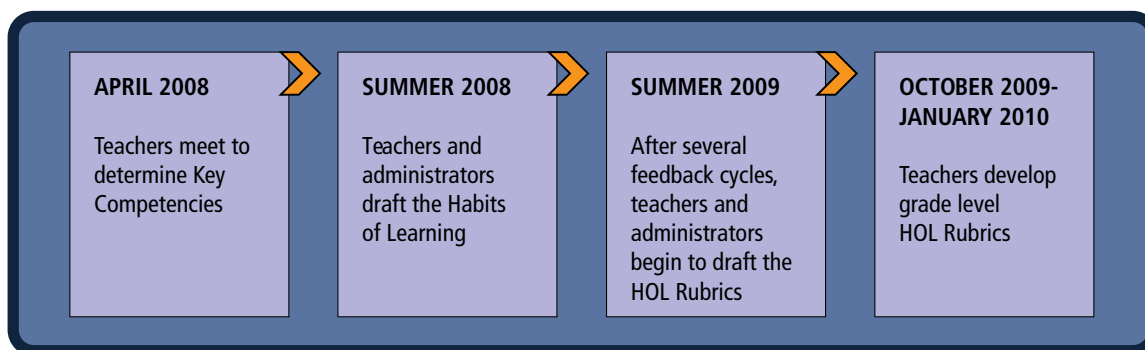 APRIL 2008
Teachers meet to
determine Key
Competencies
SUMMER 2008
Teachers and
administrators
draft the Habits
of Learning
SUMMER 2009
After several
feedback cycles,
teachers and
administrators
begin to draft the
HOL Rubrics
OCTOBER 2009-
JANUARY 2010
Teachers develop
grade level
HOL Rubrics